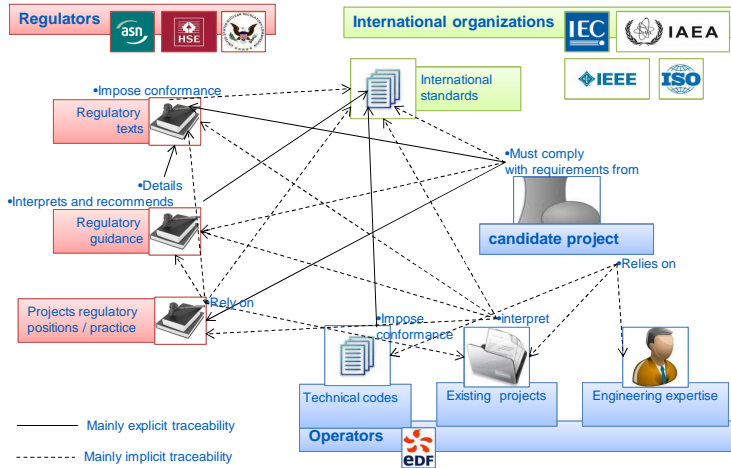 Regulators
asn
HSE
International organizations
IEC
IAEA
IEEE
ISO
•Impose conformance
International
standards
Regulatory
texts
•Must comply
with requirements from
•Details
•Interprets and recommends
Regulatory
guidance
candidate project
•Relies on
Projects regulatory
positions / practice
•Rely on
•Impose
conformance
•interpret
Technical codes
Existing projects
Engineering expertise
Operators
eDF
Mainly explicit traceability
Mainly implicit traceability